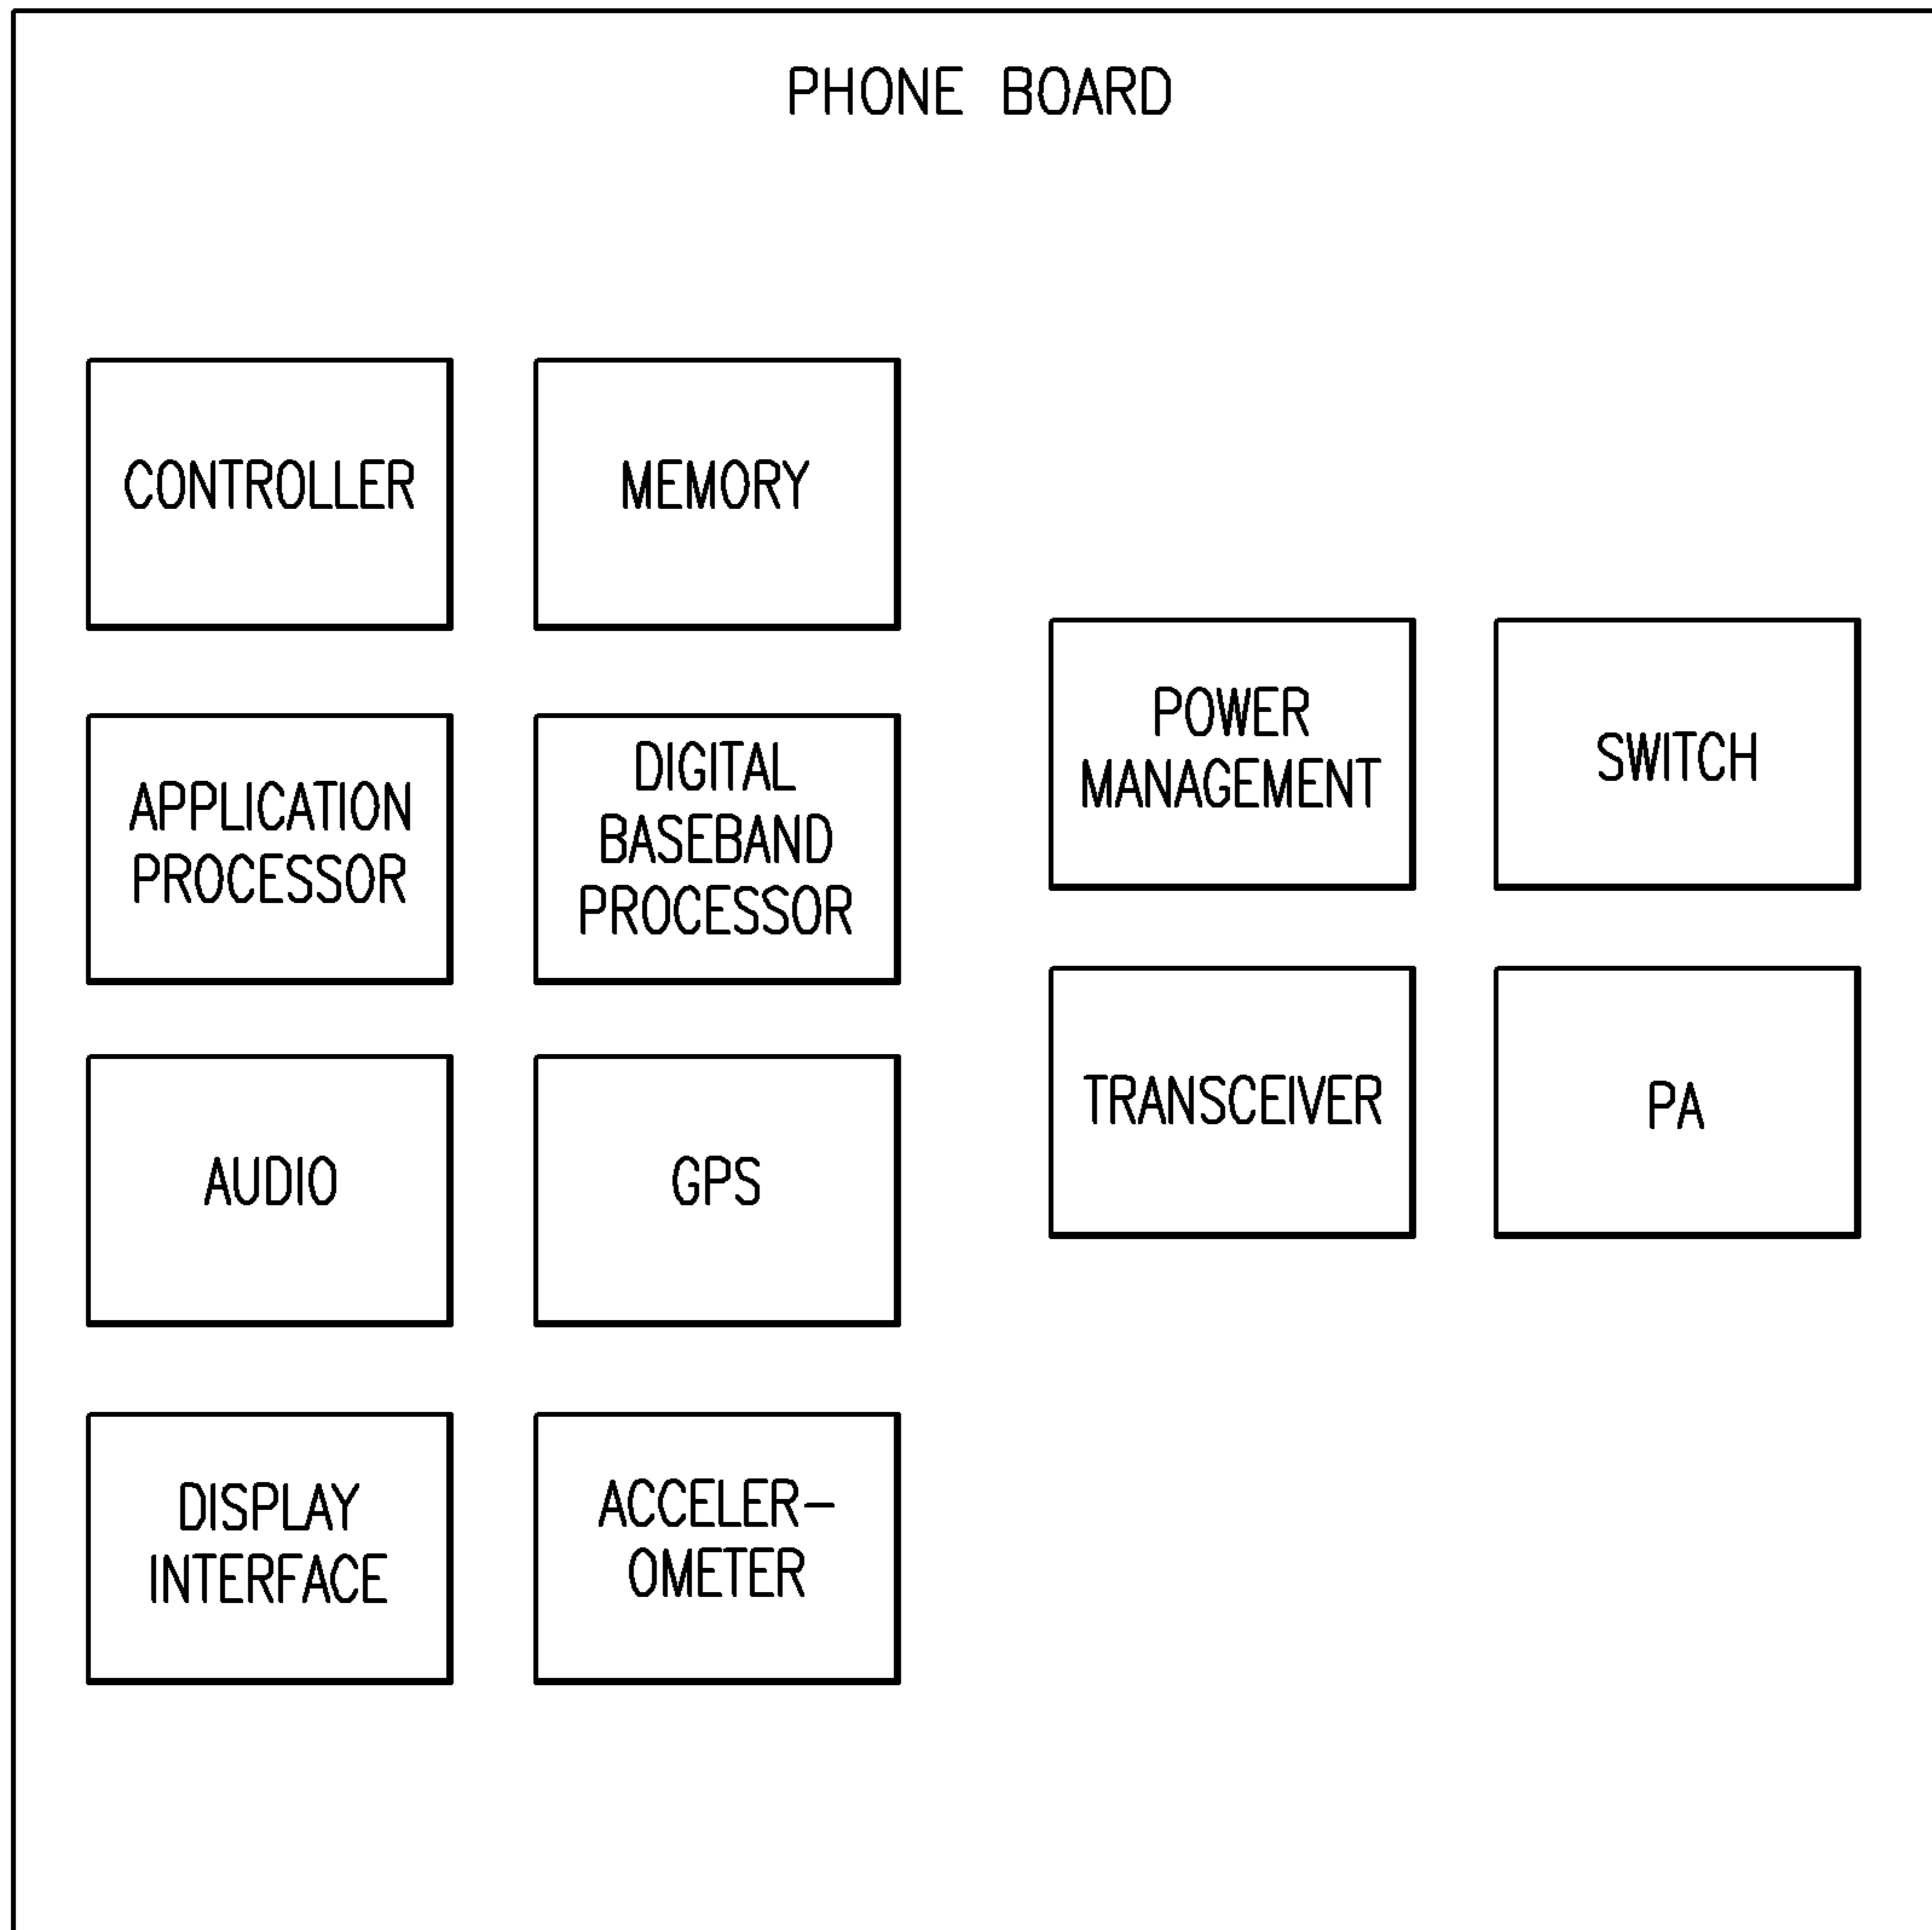 PHONE BOARD
CONTROLLER
MEMORY
APPLICATION
PROCESSOR
DIGITAL
BASEBAND
PROCESSOR
POWER
MANAGEMENT
SWITCH
AUDIO
GPS
TRANSCEIVER
PA
DISPLAY
INTERFACE
ACCELER-
OMETER